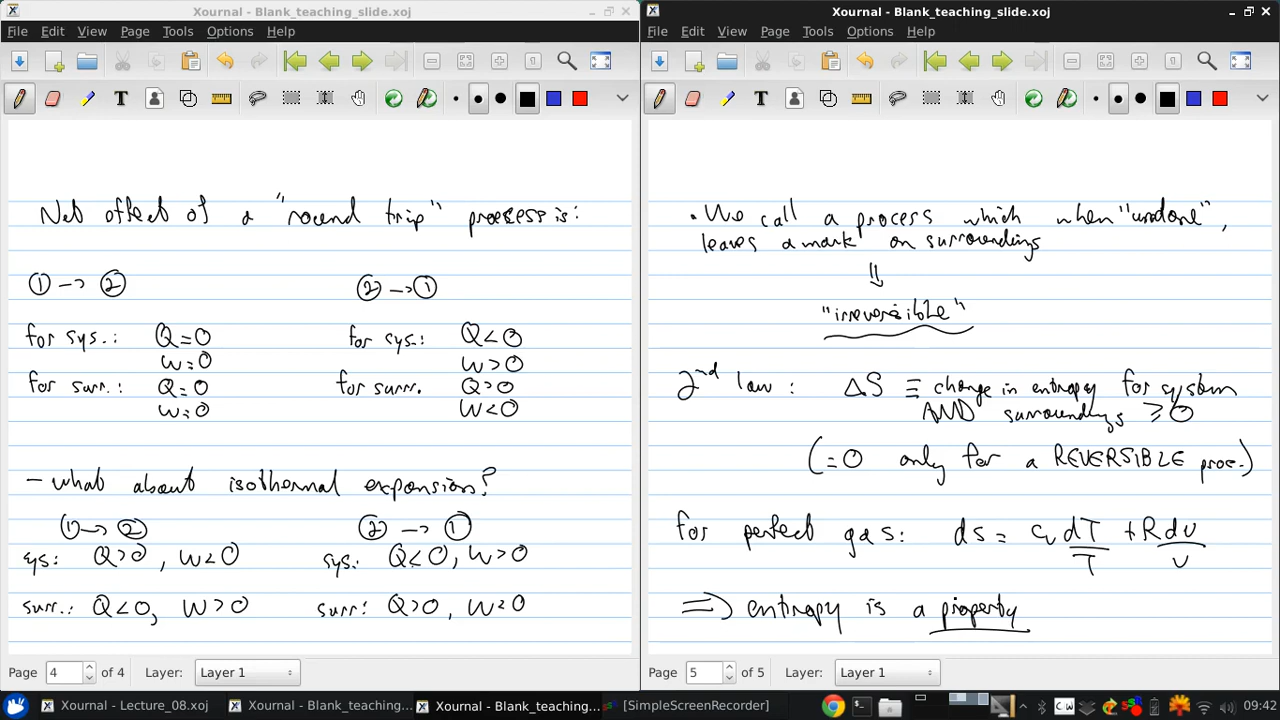 Xournal - Blank_teaching_slide.xoj
File Edit View Page Tools Options Help
Net effect of a "round trip" process is:
① → ② ② → ①
for sys.: Q=0 for sys.: Q<0
W=0 W>0
for surr.: Q=0 for surr. Q>0
W=0 W<0
- what about isothermal expansion?
① → ② ② → ①
sys: Q>0, W<0 sys: Q<0, W>0
surr.: Q<0, W>0 surr: Q>0, W<0
Page 4 of 4 Layer: Layer 1
Xournal - Blank_teaching_slide.xoj
File Edit View Page Tools Options Help
• We call a process which when "undone",
leaves a mark on surroundings
⇓
"irreversible"
2nd law: ΔS ≡ change in entropy for system
AND surroundings ≥ 0
(=0 only for a REVERSIBLE proc.)
for perfect gas: ds = cv dT/T + R dv/v
⇒ entropy is a property
Page 5 of 5 Layer: Layer 1
Xournal - Lecture_08.xoj Xournal - Blank_teaching... Xournal - Blank_teaching... [SimpleScreenRecorder] 09:42